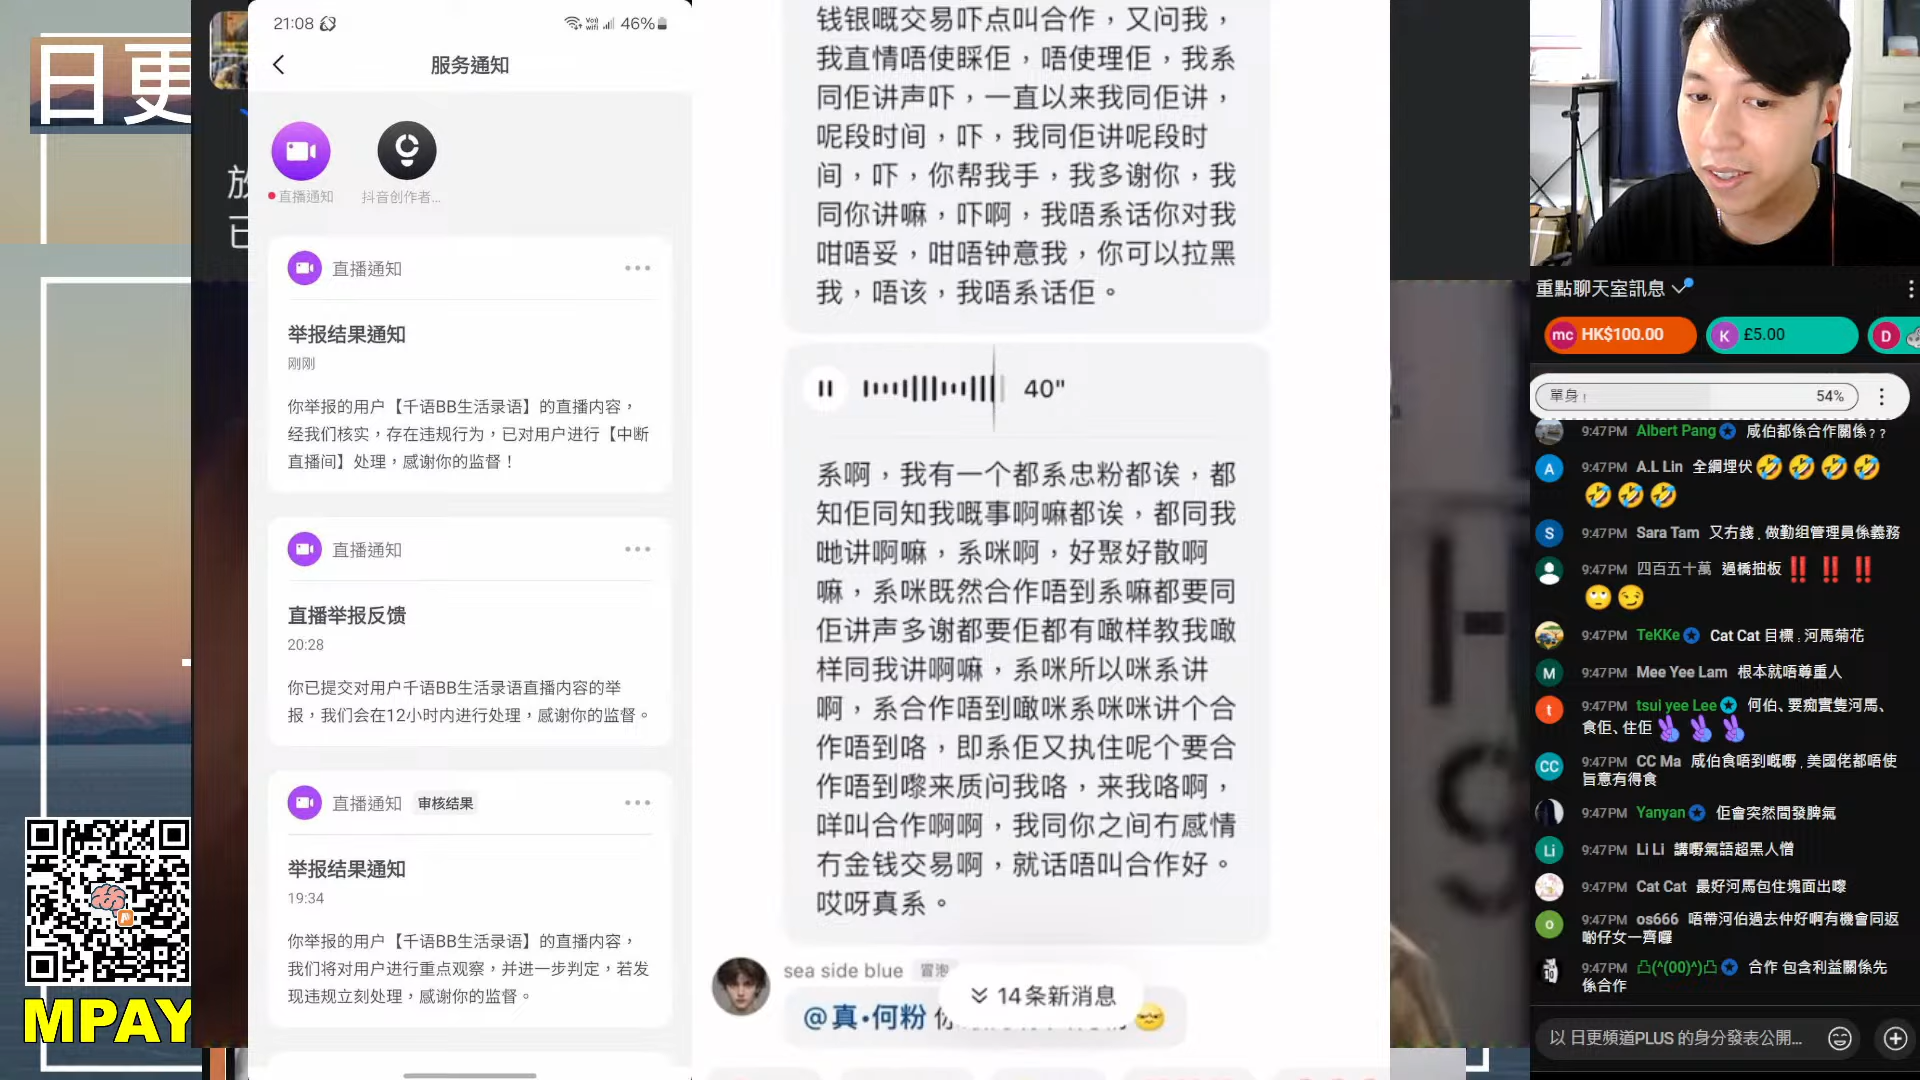 日更
MPAY
放
已
21:08
46%
服务通知
直播通知
抖音创作者...
直播通知
举报结果通知
刚刚
你举报的用户【千语BB生活录语】的直播内容，
经我们核实，存在违规行为，已对用户进行【中断
直播间】处理，感谢你的监督！
直播通知
直播举报反馈
20:28
你已提交对用户千语BB生活录语直播内容的举
报，我们会在12小时内进行处理，感谢你的监督。
直播通知 审核结果
举报结果通知
19:34
你举报的用户【千语BB生活录语】的直播内容，
我们将对用户进行重点观察，并进一步判定，若发
现违规立刻处理，感谢你的监督。
钱银嘅交易吓点叫合作，又问我，
我直情唔使睬佢，唔使理佢，我系
同佢讲声吓，一直以来我同佢讲，
呢段时间，吓，我同佢讲呢段时
间，吓，你帮我手，我多谢你，我
同你讲嘛，吓啊，我唔系话你对我
咁唔妥，咁唔钟意我，你可以拉黑
我，唔该，我唔系话佢。
40"
系啊，我有一个都系忠粉都诶，都
知佢同知我嘅事啊嘛都诶，都同我
哋讲啊嘛，系咪啊，好聚好散啊
嘛，系咪既然合作唔到系嘛都要同
佢讲声多谢都要佢都有噉样教我噉
样同我讲啊嘛，系咪所以咪系讲
啊，系合作唔到噉咪系咪咪讲个合
作唔到咯，即系佢又执住呢个要合
作唔到嚟来质问我咯，来我咯啊，
咩叫合作啊啊，我同你之间冇感情
冇金钱交易啊，就话唔叫合作好。
哎呀真系。
sea side blue 冒泡
@真·何粉
14条新消息
重點聊天室訊息
mc HK$100.00
K £5.00
D
單身！ 54%
9:47PM Albert Pang 咸伯都係合作關係??
A 9:47PM A.L Lin 全綱埋伏🤣🤣🤣🤣
🤣🤣🤣
S 9:47PM Sara Tam 又冇錢，做勤组管理員係義務
9:47PM 四百五十萬 過橋抽板‼️‼️‼️
🙄😏
9:47PM TeKKe Cat Cat 目標：河馬菊花
M 9:47PM Mee Yee Lam 根本就唔尊重人
t 9:47PM tsui yee Lee 何伯、要痴實隻河馬、
食佢、住佢
CC 9:47PM CC Ma 咸伯食唔到嘅嘢，美國佬都唔使
旨意有得食
9:47PM Yanyan 佢會突然間發脾氣
Li 9:47PM Li Li 講嘢氣語超黑人憎
9:47PM Cat Cat 最好河馬包住塊面出嚟
o 9:47PM os666 唔帶河伯過去仲好啊有機會同返
啲仔女一齊囉
9:47PM 凸(^(00)^)凸 合作 包含利益關係先
係合作
以 日更頻道PLUS 的身分發表公開...